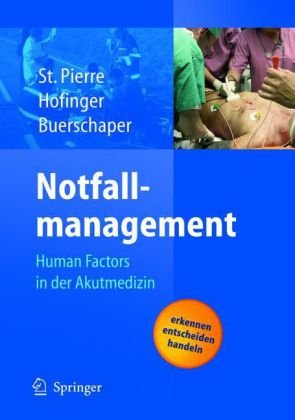 St. Pierre
Hofinger
Buerschaper
Notfall-
management
Human Factors
in der Akutmedizin
erkennen
entscheiden
handeln
Springer